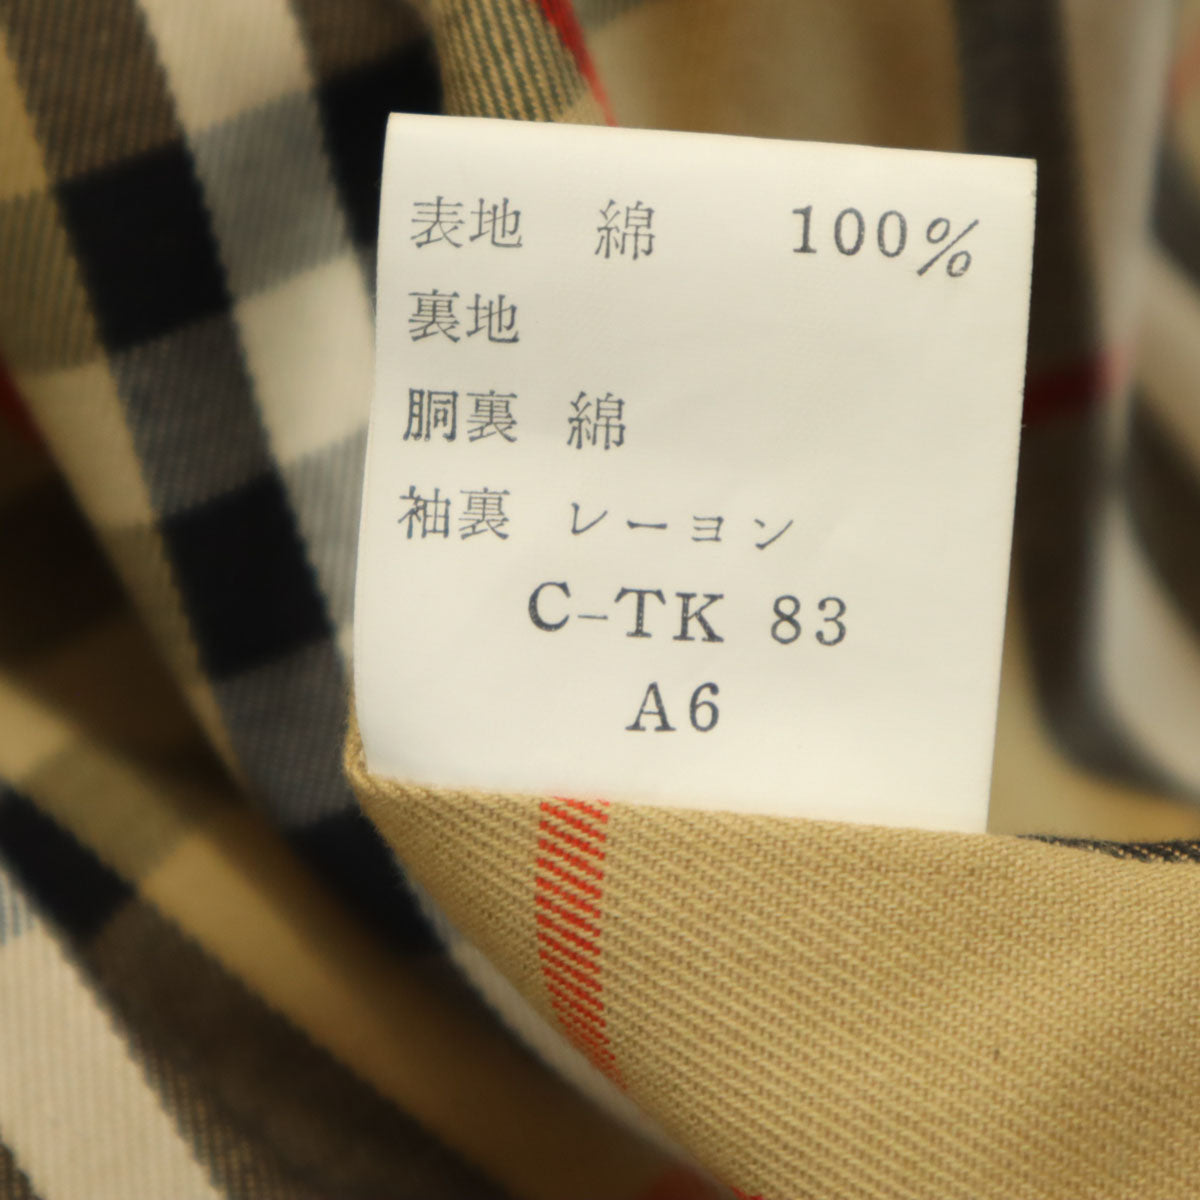 表地 綿 100%
裏地
胴裏 綿
袖裏 レーヨン
C-TK 83
A6